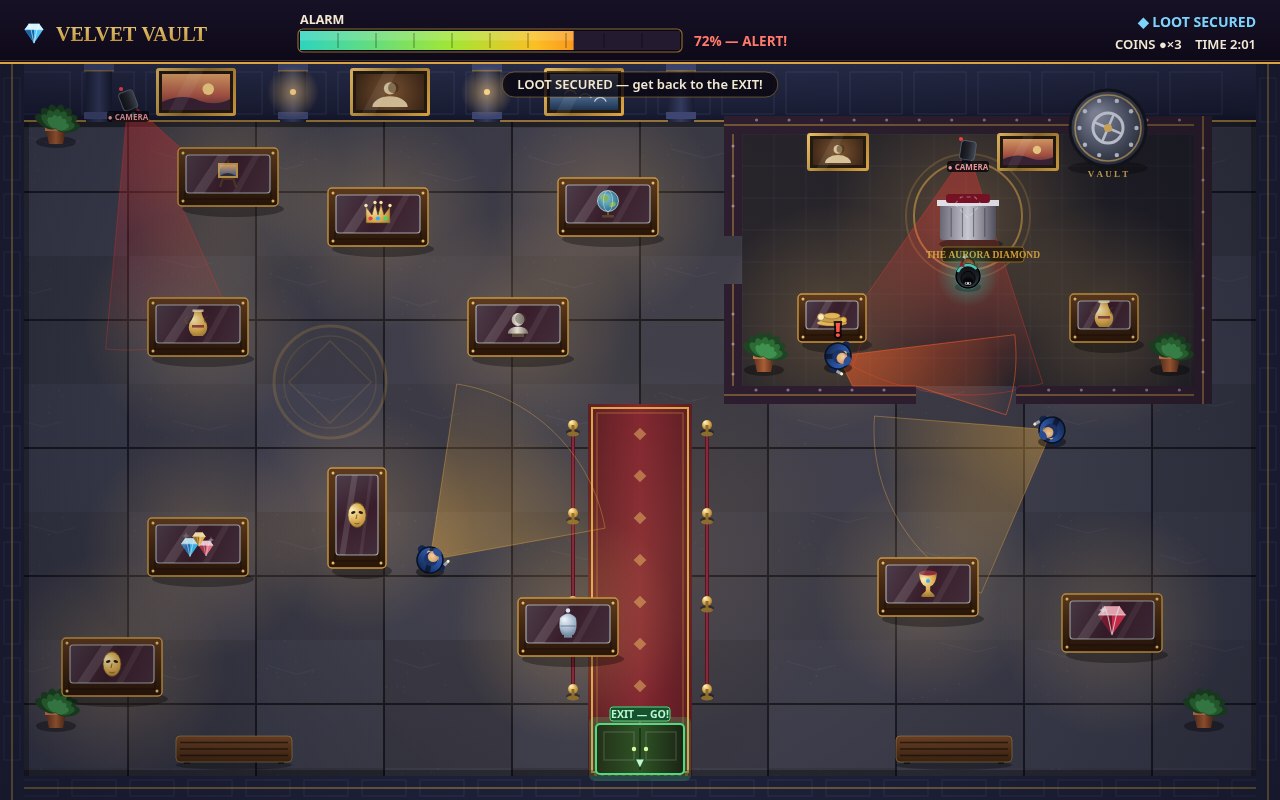 VELVET VAULT
ALARM
72% — ALERT!
◆ LOOT SECURED
COINS ●×3 TIME 2:01
LOOT SECURED — get back to the EXIT!
● CAMERA
● CAMERA
VAULT
THE AURORA DIAMOND
!
EXIT — GO!